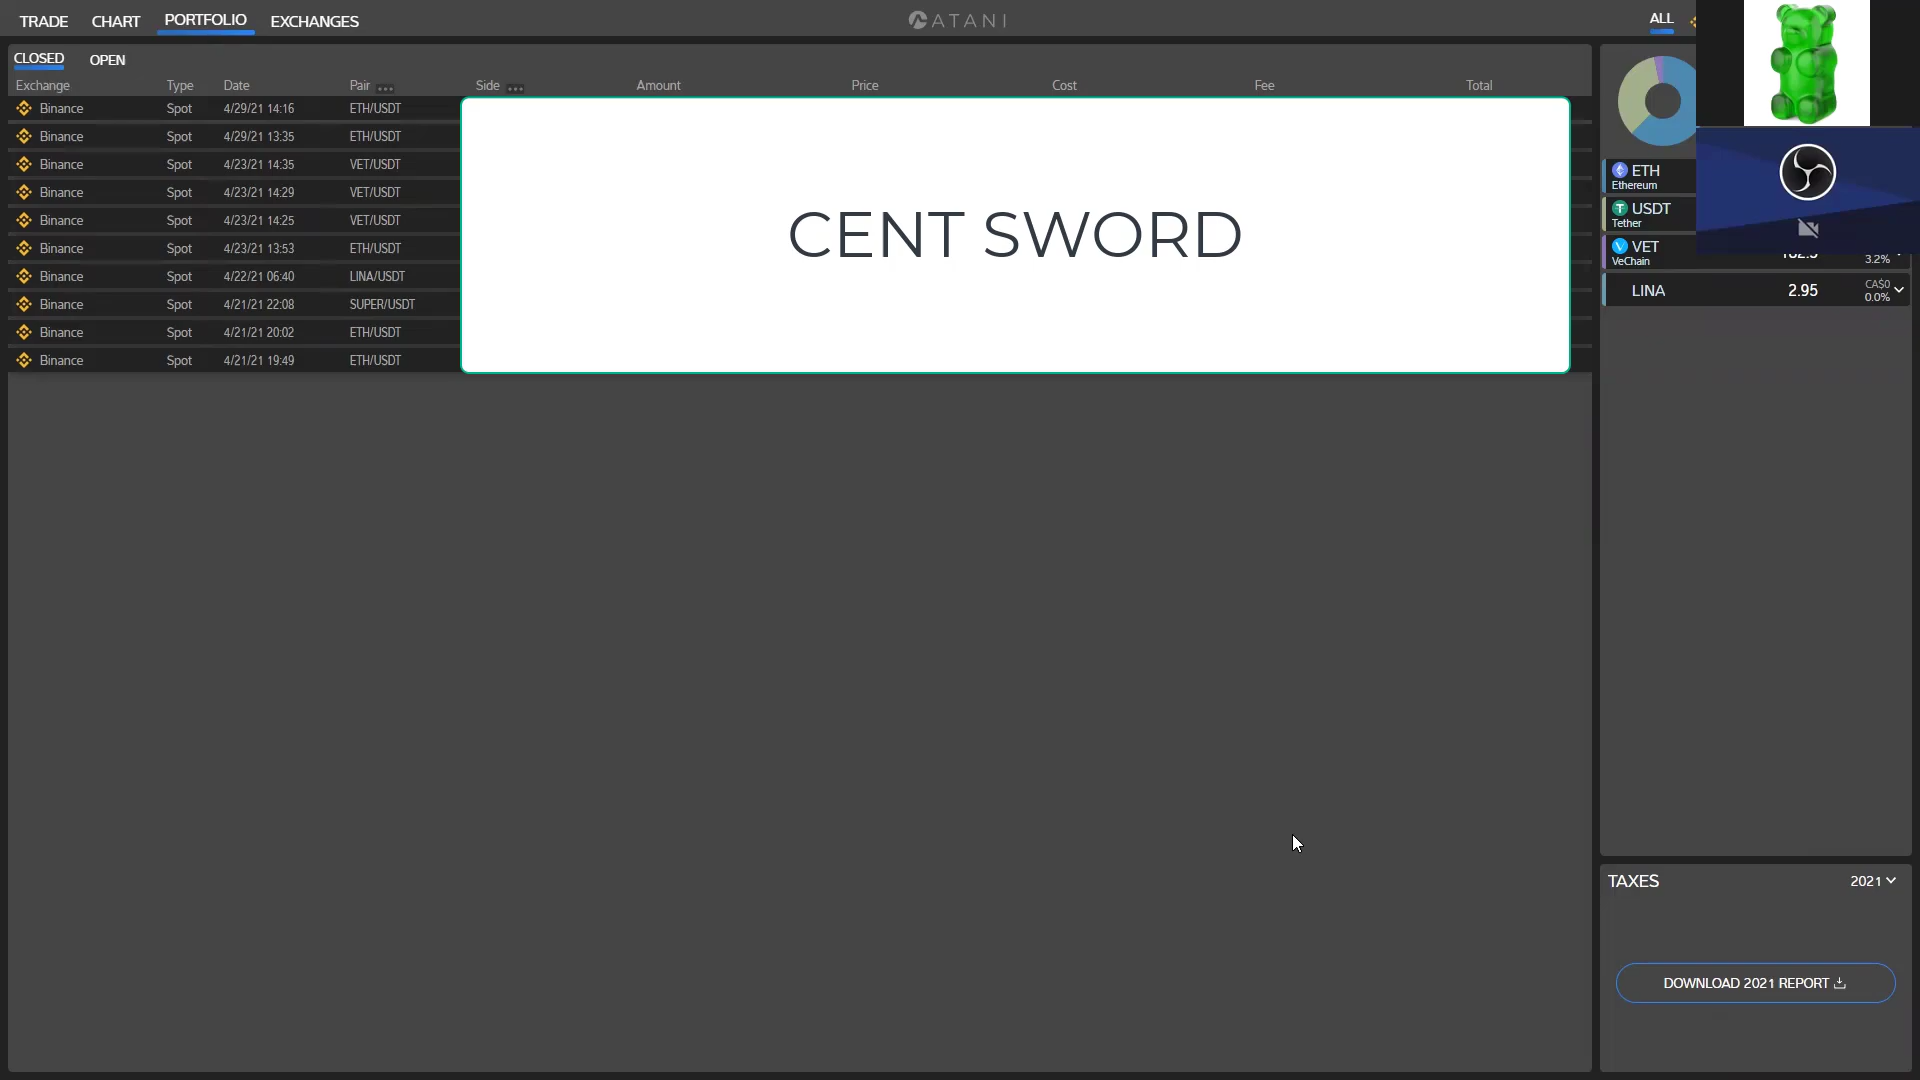 TRADE CHART PORTFOLIO EXCHANGES ATANI ALL
CLOSED OPEN
Exchange Type Date Pair ... Side ... Amount Price Cost Fee Total
Binance Spot 4/29/21 14:16 ETH/USDT
Binance Spot 4/29/21 13:35 ETH/USDT
Binance Spot 4/23/21 14:35 VET/USDT
Binance Spot 4/23/21 14:29 VET/USDT
Binance Spot 4/23/21 14:25 VET/USDT
Binance Spot 4/23/21 13:53 ETH/USDT
Binance Spot 4/22/21 06:40 LINA/USDT
Binance Spot 4/21/21 22:08 SUPER/USDT
Binance Spot 4/21/21 20:02 ETH/USDT
Binance Spot 4/21/21 19:49 ETH/USDT
CENT SWORD
ETH
Ethereum
USDT
Tether
VET
VeChain
3.2%
LINA 2.95 CA$0
0.0%
TAXES 2021
DOWNLOAD 2021 REPORT